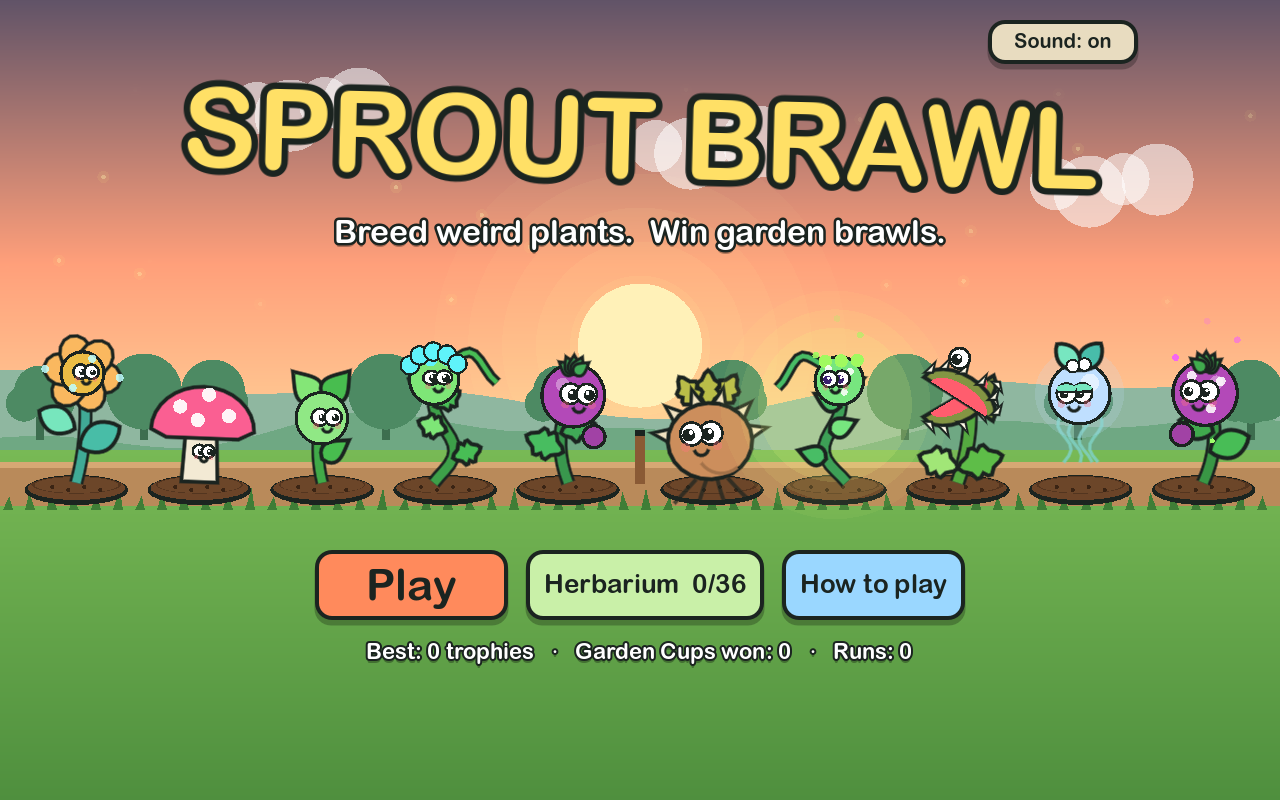 Sound: on
SPROUT BRAWL
Breed weird plants. Win garden brawls.
Play
Herbarium 0/36
How to play
Best: 0 trophies · Garden Cups won: 0 · Runs: 0